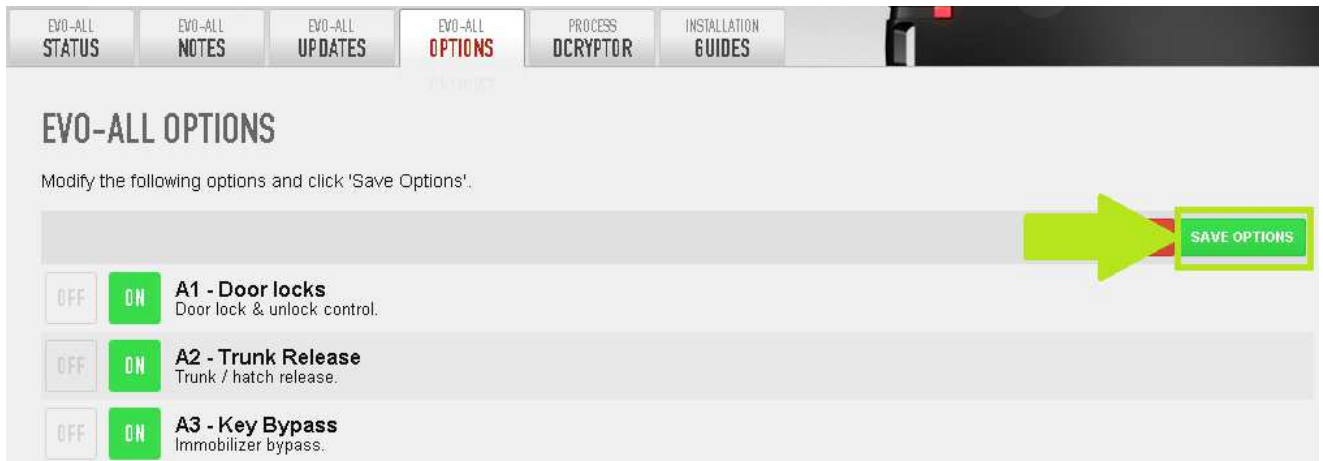 EVO-ALL EVO-ALL EVO-ALL EVO-ALL PROCESS INSTALLATION
STATUS NOTES UPDATES OPTIONS DCRYPTOR GUIDES
EVO-ALL OPTIONS
Modify the following options and click 'Save Options'.
SAVE OPTIONS
OFF ON A1 - Door locks
Door lock & unlock control.
OFF ON A2 - Trunk Release
Trunk / hatch release.
OFF ON A3 - Key Bypass
Immobilizer bypass.